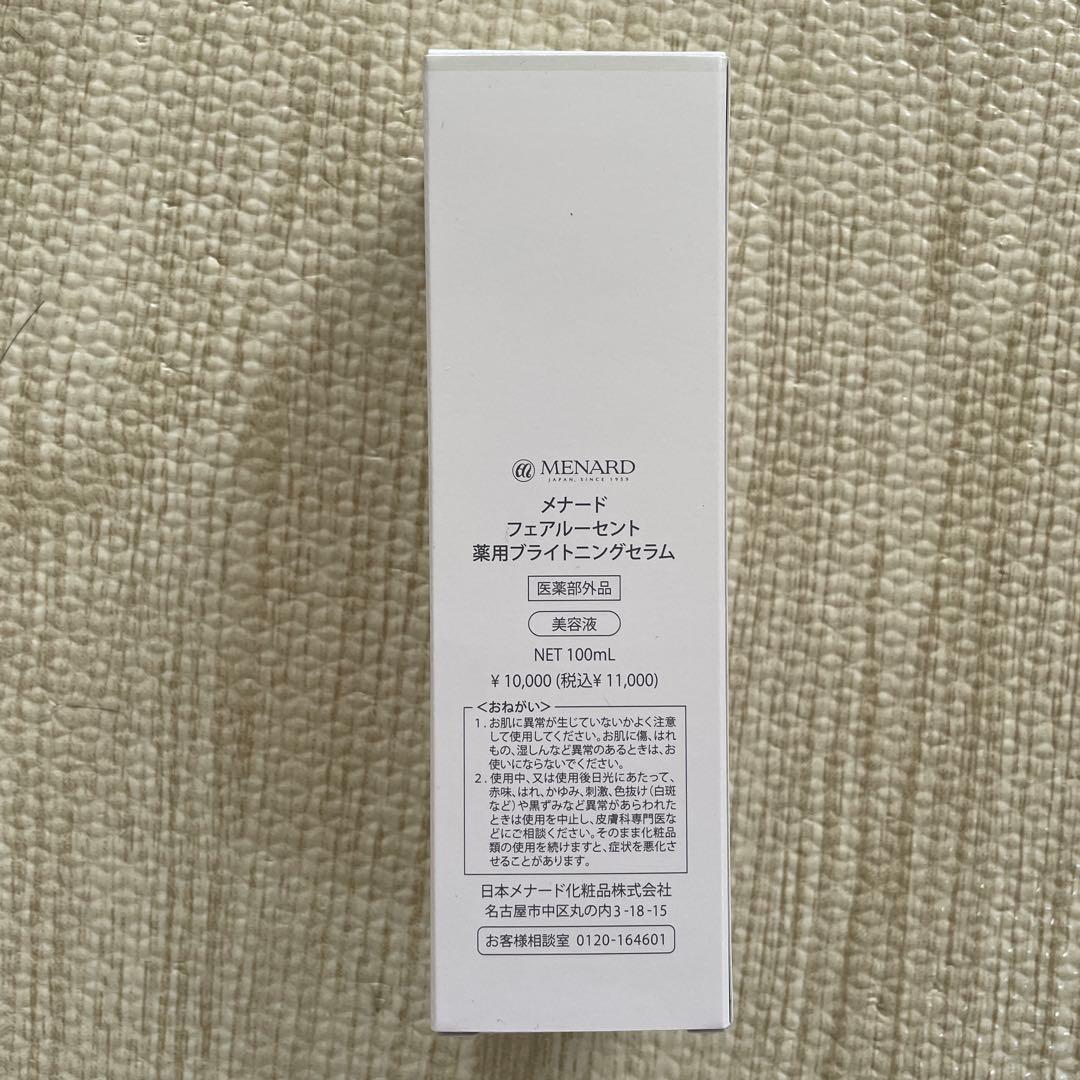 MENARD
JAPAN, SINCE 1959
メナード
フェアルーセント
薬用ブライトニングセラム
医薬部外品
美容液
NET 100mL
¥10,000 (税込¥11,000)
<おねがい>
1. お肌に異常が生じていないかよく注意
して使用してください。お肌に傷、はれ
もの、湿しんなど異常のあるときは、お
使いにならないでください。
2. 使用中、又は使用後日光にあたって、
赤味、はれ、かゆみ、刺激、色抜け(白斑
など)や黒ずみなど異常があらわれた
ときは使用を中止し、皮膚科専門医な
どにご相談ください。そのまま化粧品
類の使用を続けますと、症状を悪化さ
せることがあります。
日本メナード化粧品株式会社
名古屋市中区丸の内3-18-15
お客様相談室 0120-164601